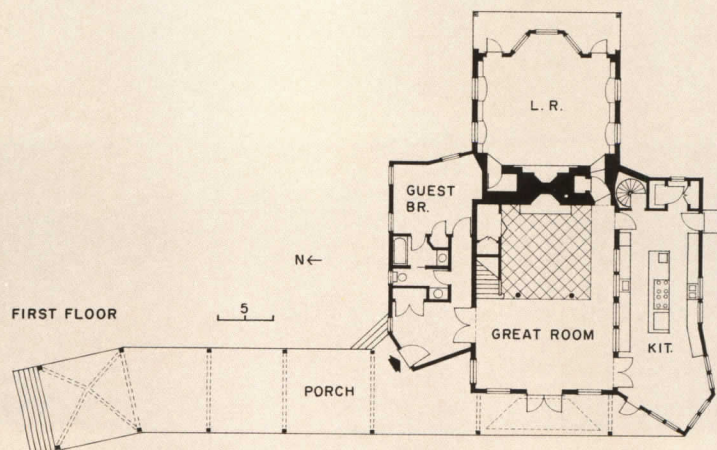 L. R.
GUEST
BR.
N←
FIRST FLOOR
5
GREAT ROOM
KIT.
PORCH